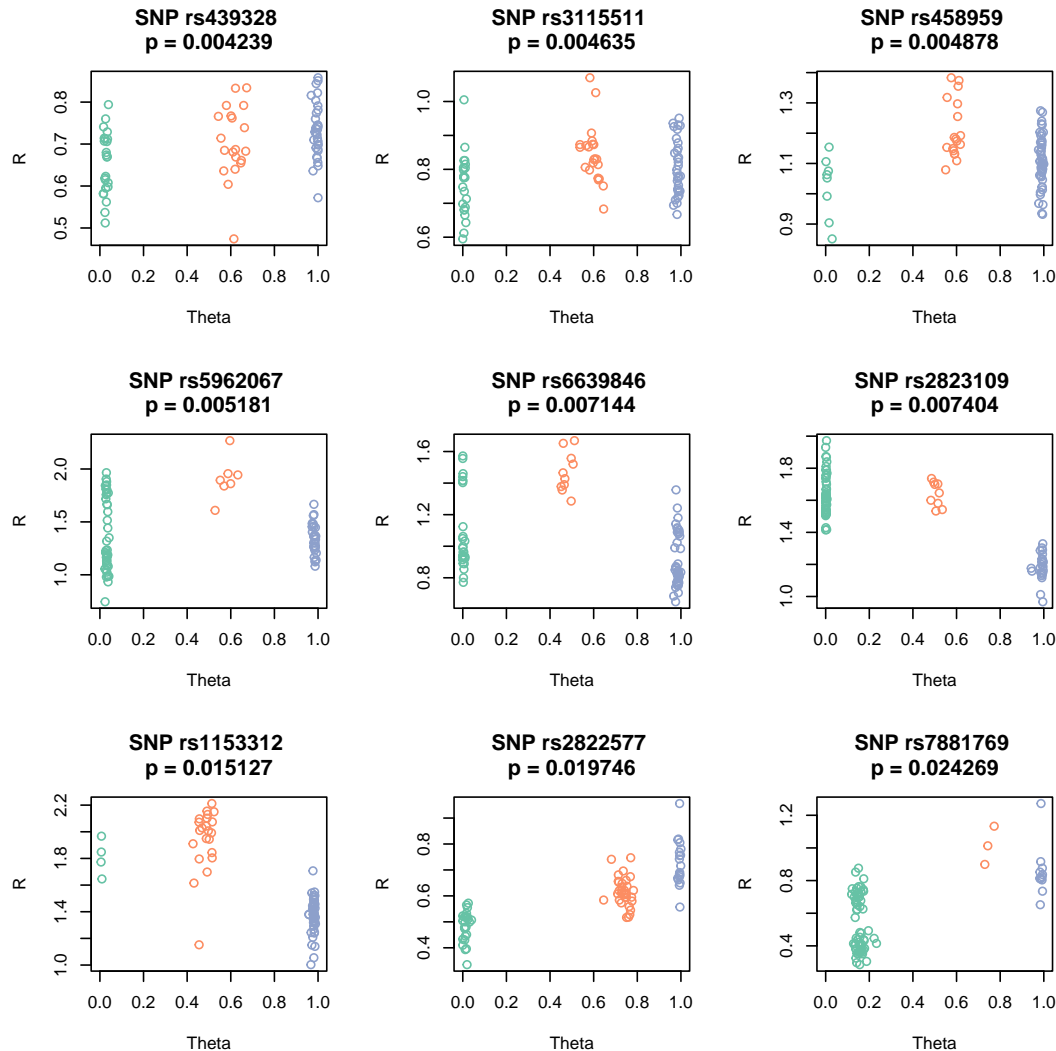 SNP rs439328
p = 0.004239
R
0.5 0.6 0.7 0.8
0.0 0.2 0.4 0.6 0.8 1.0
Theta
SNP rs3115511
p = 0.004635
R
0.6 0.8 1.0
0.0 0.2 0.4 0.6 0.8 1.0
Theta
SNP rs458959
p = 0.004878
R
0.9 1.1 1.3
0.0 0.2 0.4 0.6 0.8 1.0
Theta
SNP rs5962067
p = 0.005181
R
1.0 1.5 2.0
0.0 0.2 0.4 0.6 0.8 1.0
Theta
SNP rs6639846
p = 0.007144
R
0.8 1.2 1.6
0.0 0.2 0.4 0.6 0.8 1.0
Theta
SNP rs2823109
p = 0.007404
R
1.0 1.4 1.8
0.0 0.2 0.4 0.6 0.8 1.0
Theta
SNP rs1153312
p = 0.015127
R
1.0 1.4 1.8 2.2
0.0 0.2 0.4 0.6 0.8 1.0
Theta
SNP rs2822577
p = 0.019746
R
0.4 0.6 0.8
0.0 0.2 0.4 0.6 0.8 1.0
Theta
SNP rs7881769
p = 0.024269
R
0.4 0.8 1.2
0.0 0.2 0.4 0.6 0.8 1.0
Theta